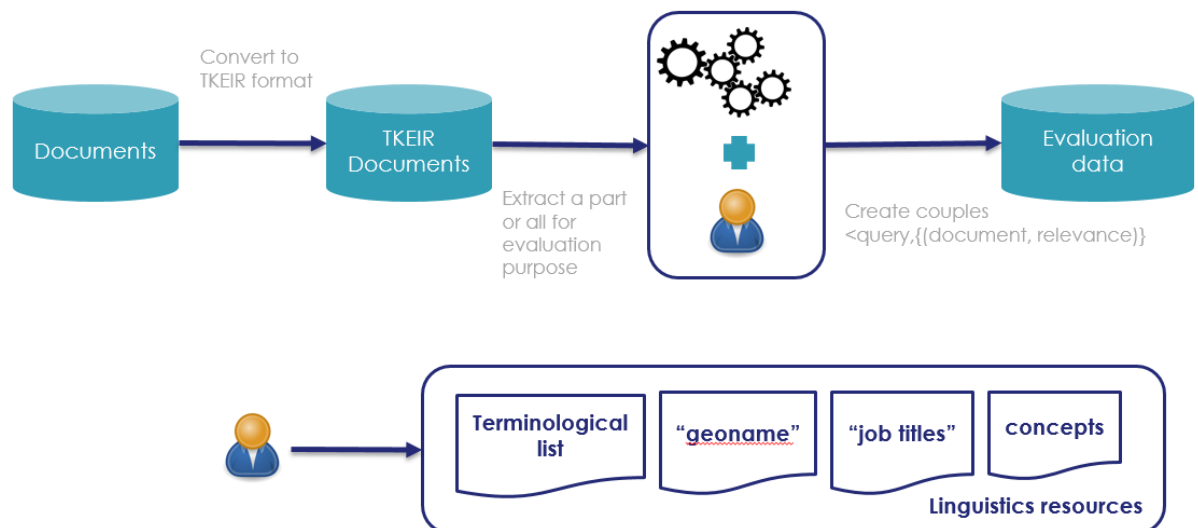 Convert to
TKEIR format
Documents
TKEIR
Documents
Extract a part
or all for
evaluation
purpose
Create couples
<query,{(document, relevance)}
Evaluation
data
Terminological
list
“geoname”
“job titles”
concepts
Linguistics resources